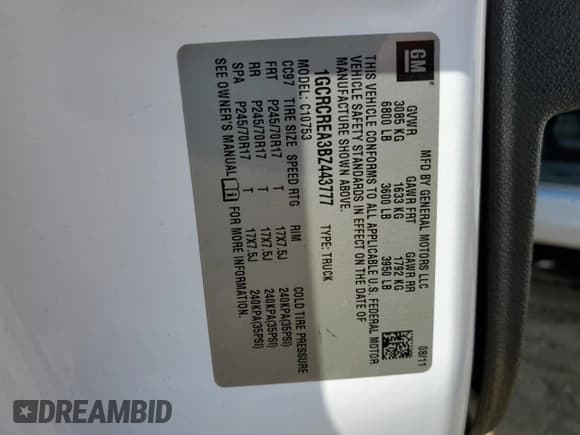 GM
MFD BY GENERAL MOTORS LLC
08/11
GVWR GAWR FRT GAWR RR
3085 KG 1633 KG 1792 KG
6800 LB 3600 LB 3950 LB
THIS VEHICLE CONFORMS TO ALL APPLICABLE U.S. FEDERAL MOTOR
VEHICLE SAFETY STANDARDS IN EFFECT ON THE DATE OF
MANUFACTURE SHOWN ABOVE.
1GCRCREA3BZ443777 TYPE: TRUCK
MODEL: C10753
CC97 TIRE SIZE SPEED RTG RIM COLD TIRE PRESSURE
FRT P245/70R17 T 17X7.5J 240KPA(35PSI)
RR P245/70R17 T 17X7.5J 240KPA(35PSI)
SPA P245/70R17 T 17X7.5J 240KPA(35PSI)
SEE OWNER'S MANUAL FOR MORE INFORMATION.
DREAMBID